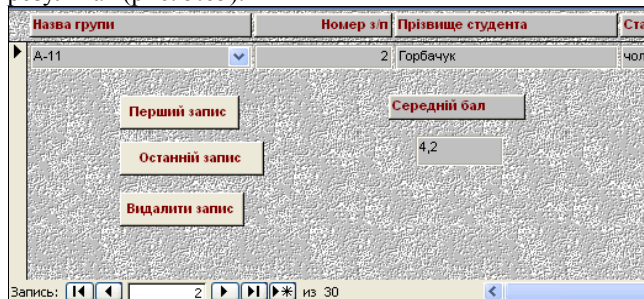 Назва групи Номер з/п Прізвище студента Ста
А-11 2 Горбачук чол
Перший запис Середній бал
Останній запис 4,2
Видалити запис
Запись: 2 из 30